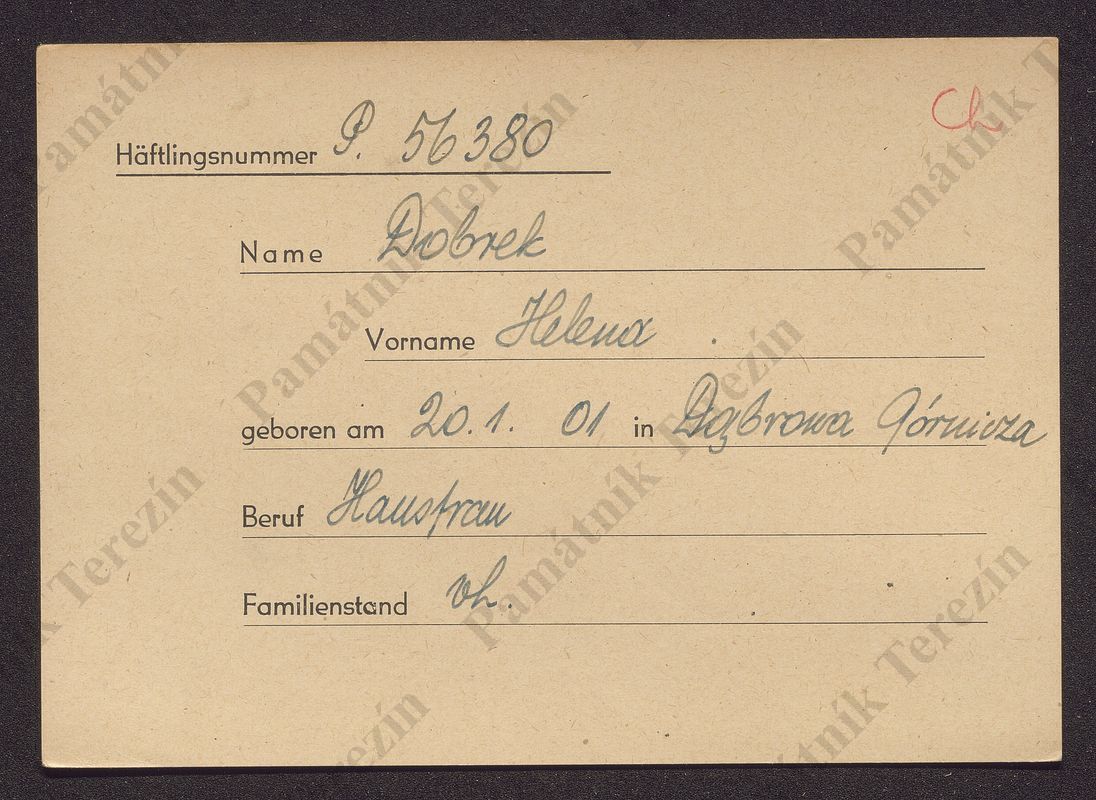 Ch
Häftlingsnummer P. 56380
Name Dobrek
Vorname Helena
geboren am 20. 1. 01 in Dąbrowa Górnicza
Beruf Hausfrau
Familienstand vh.
Památník Terezín